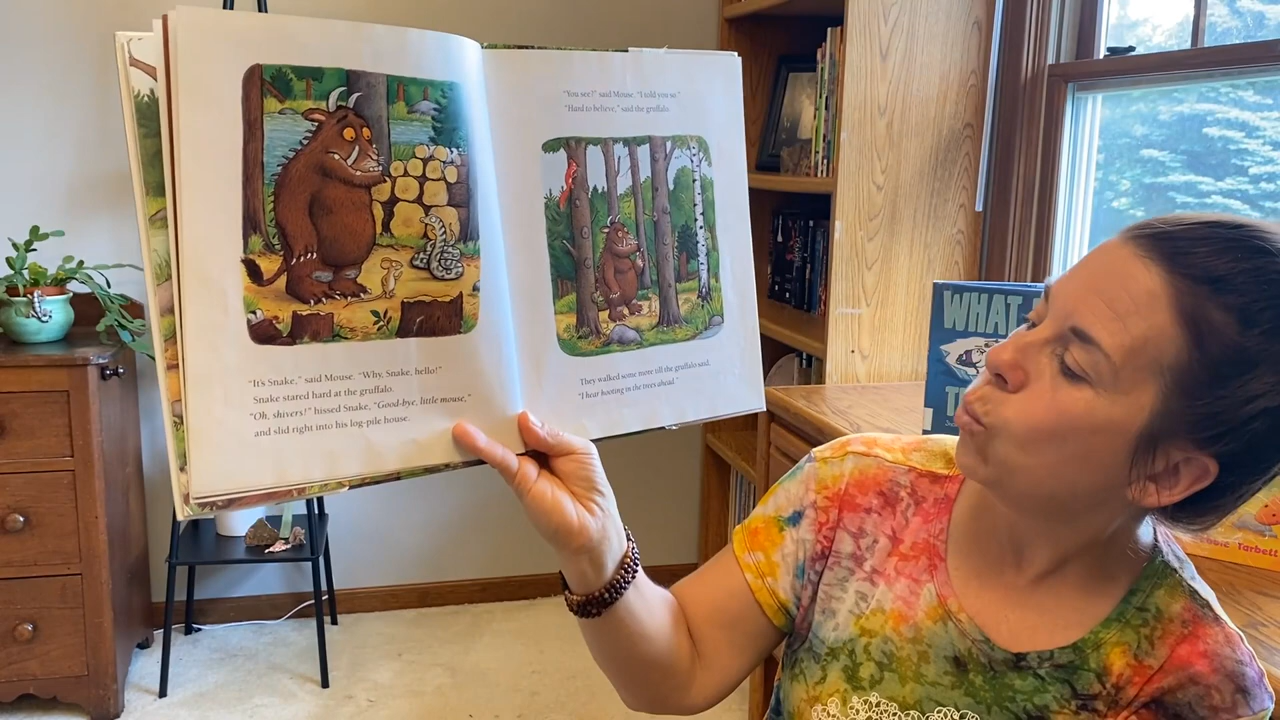 "It's Snake," said Mouse. "Why, Snake, hello!"
Snake stared hard at the gruffalo.
"Oh, shivers!" hissed Snake, "Good-bye, little mouse,"
and slid right into his log-pile house.
"You see?" said Mouse. "I told you so."
"Hard to believe," said the gruffalo.
They walked some more till the gruffalo said,
"I hear hooting in the trees ahead."
WHAT
Tarbett